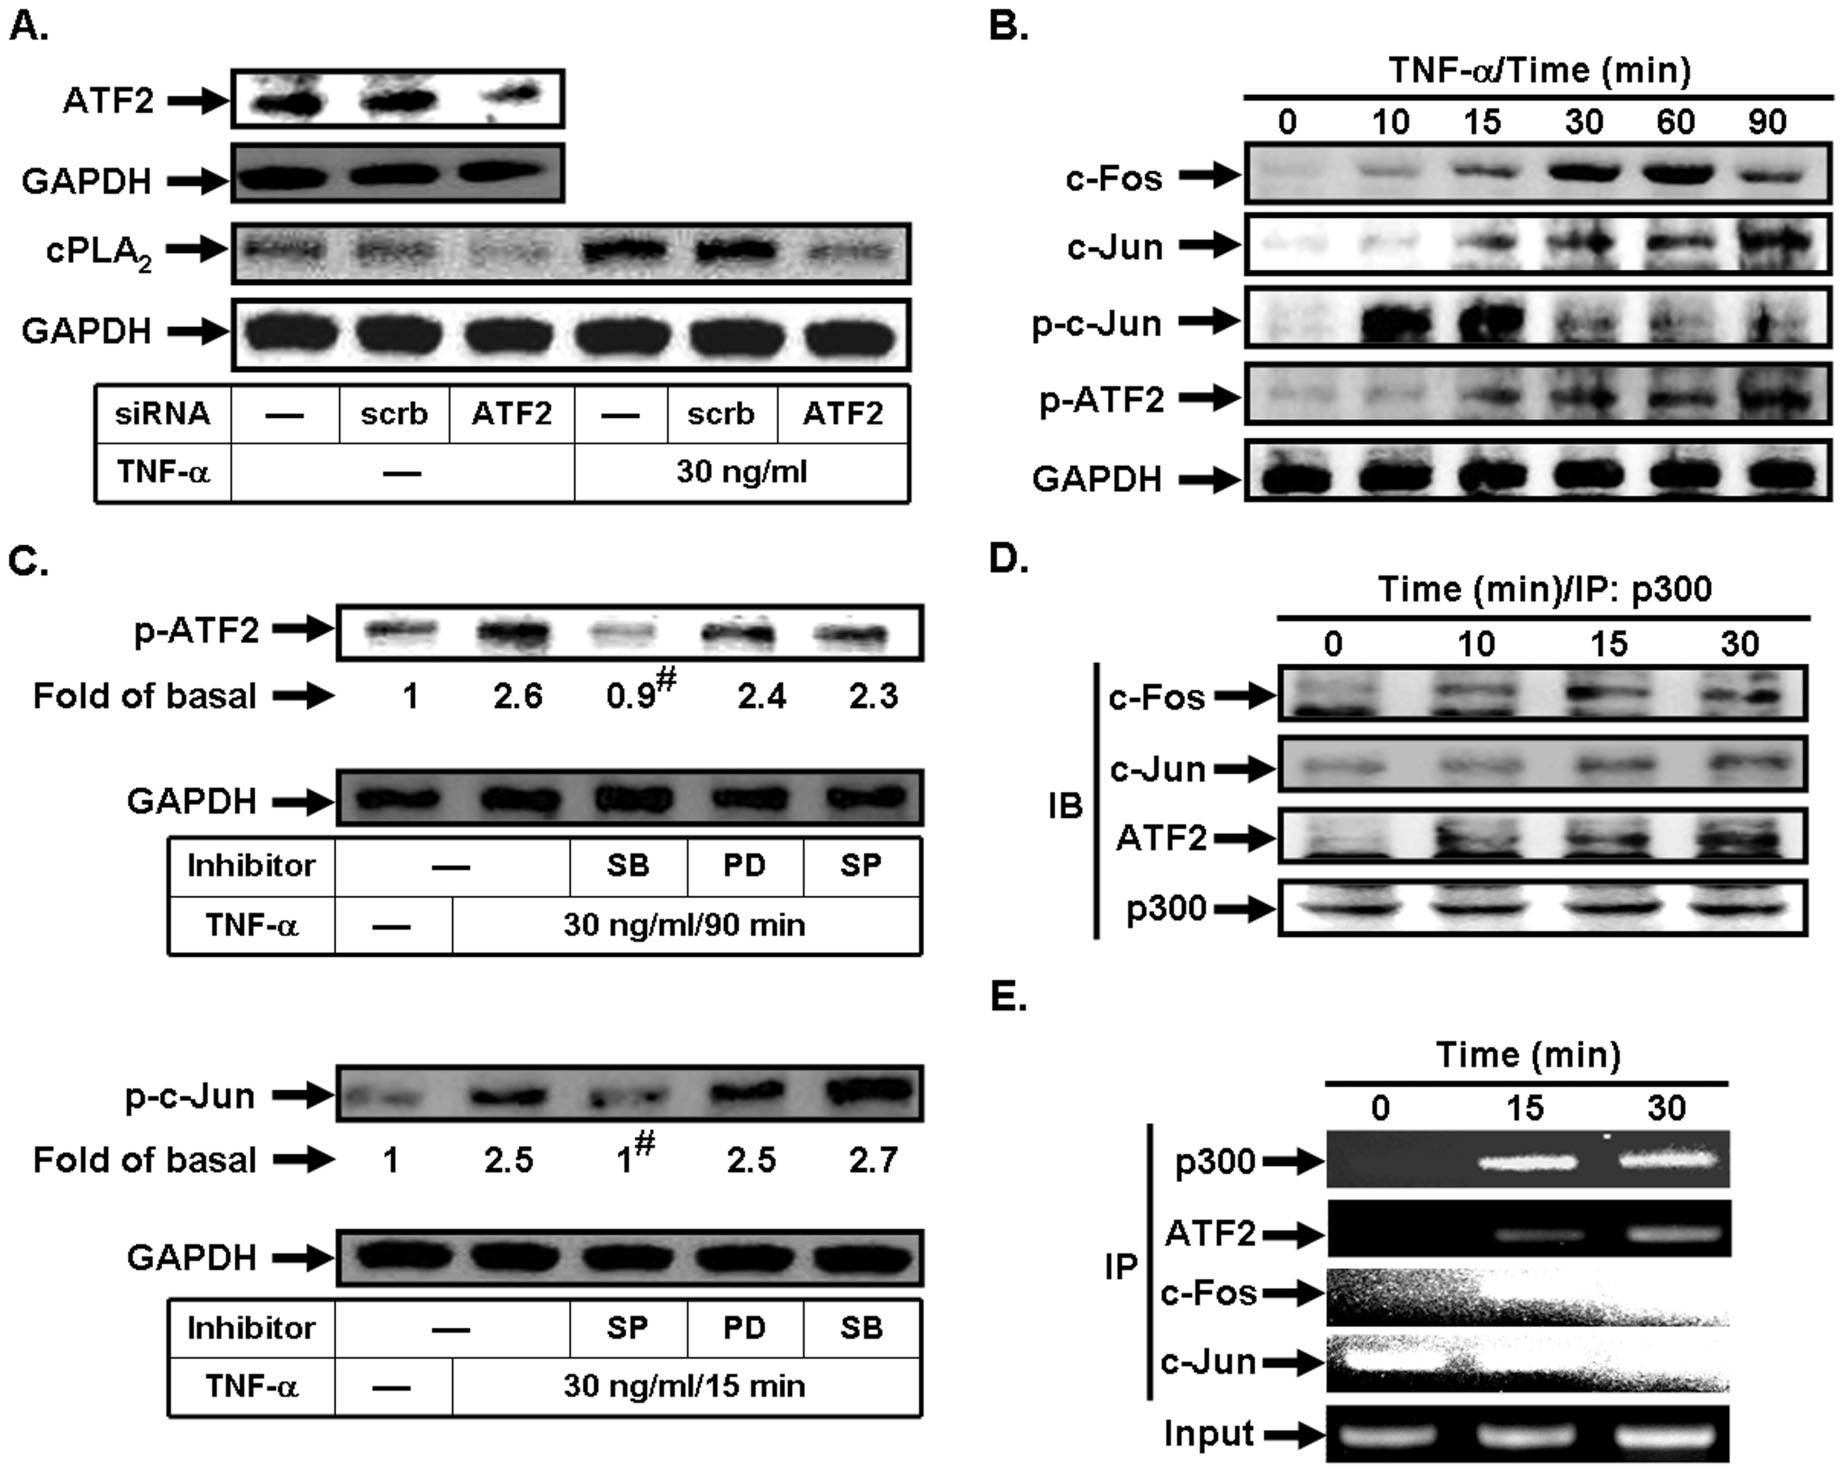 A.
ATF2
GAPDH
cPLA2
GAPDH
siRNA — scrb ATF2 — scrb ATF2
TNF-α — 30 ng/ml
B.
TNF-α/Time (min)
0 10 15 30 60 90
c-Fos
c-Jun
p-c-Jun
p-ATF2
GAPDH
C.
p-ATF2
Fold of basal 1 2.6 0.9# 2.4 2.3
GAPDH
Inhibitor — SB PD SP
TNF-α — 30 ng/ml/90 min
p-c-Jun
Fold of basal 1 2.5 1# 2.5 2.7
GAPDH
Inhibitor — SP PD SB
TNF-α — 30 ng/ml/15 min
D.
Time (min)/IP: p300
0 10 15 30
IB
c-Fos
c-Jun
ATF2
p300
E.
Time (min)
0 15 30
IP
p300
ATF2
c-Fos
c-Jun
Input